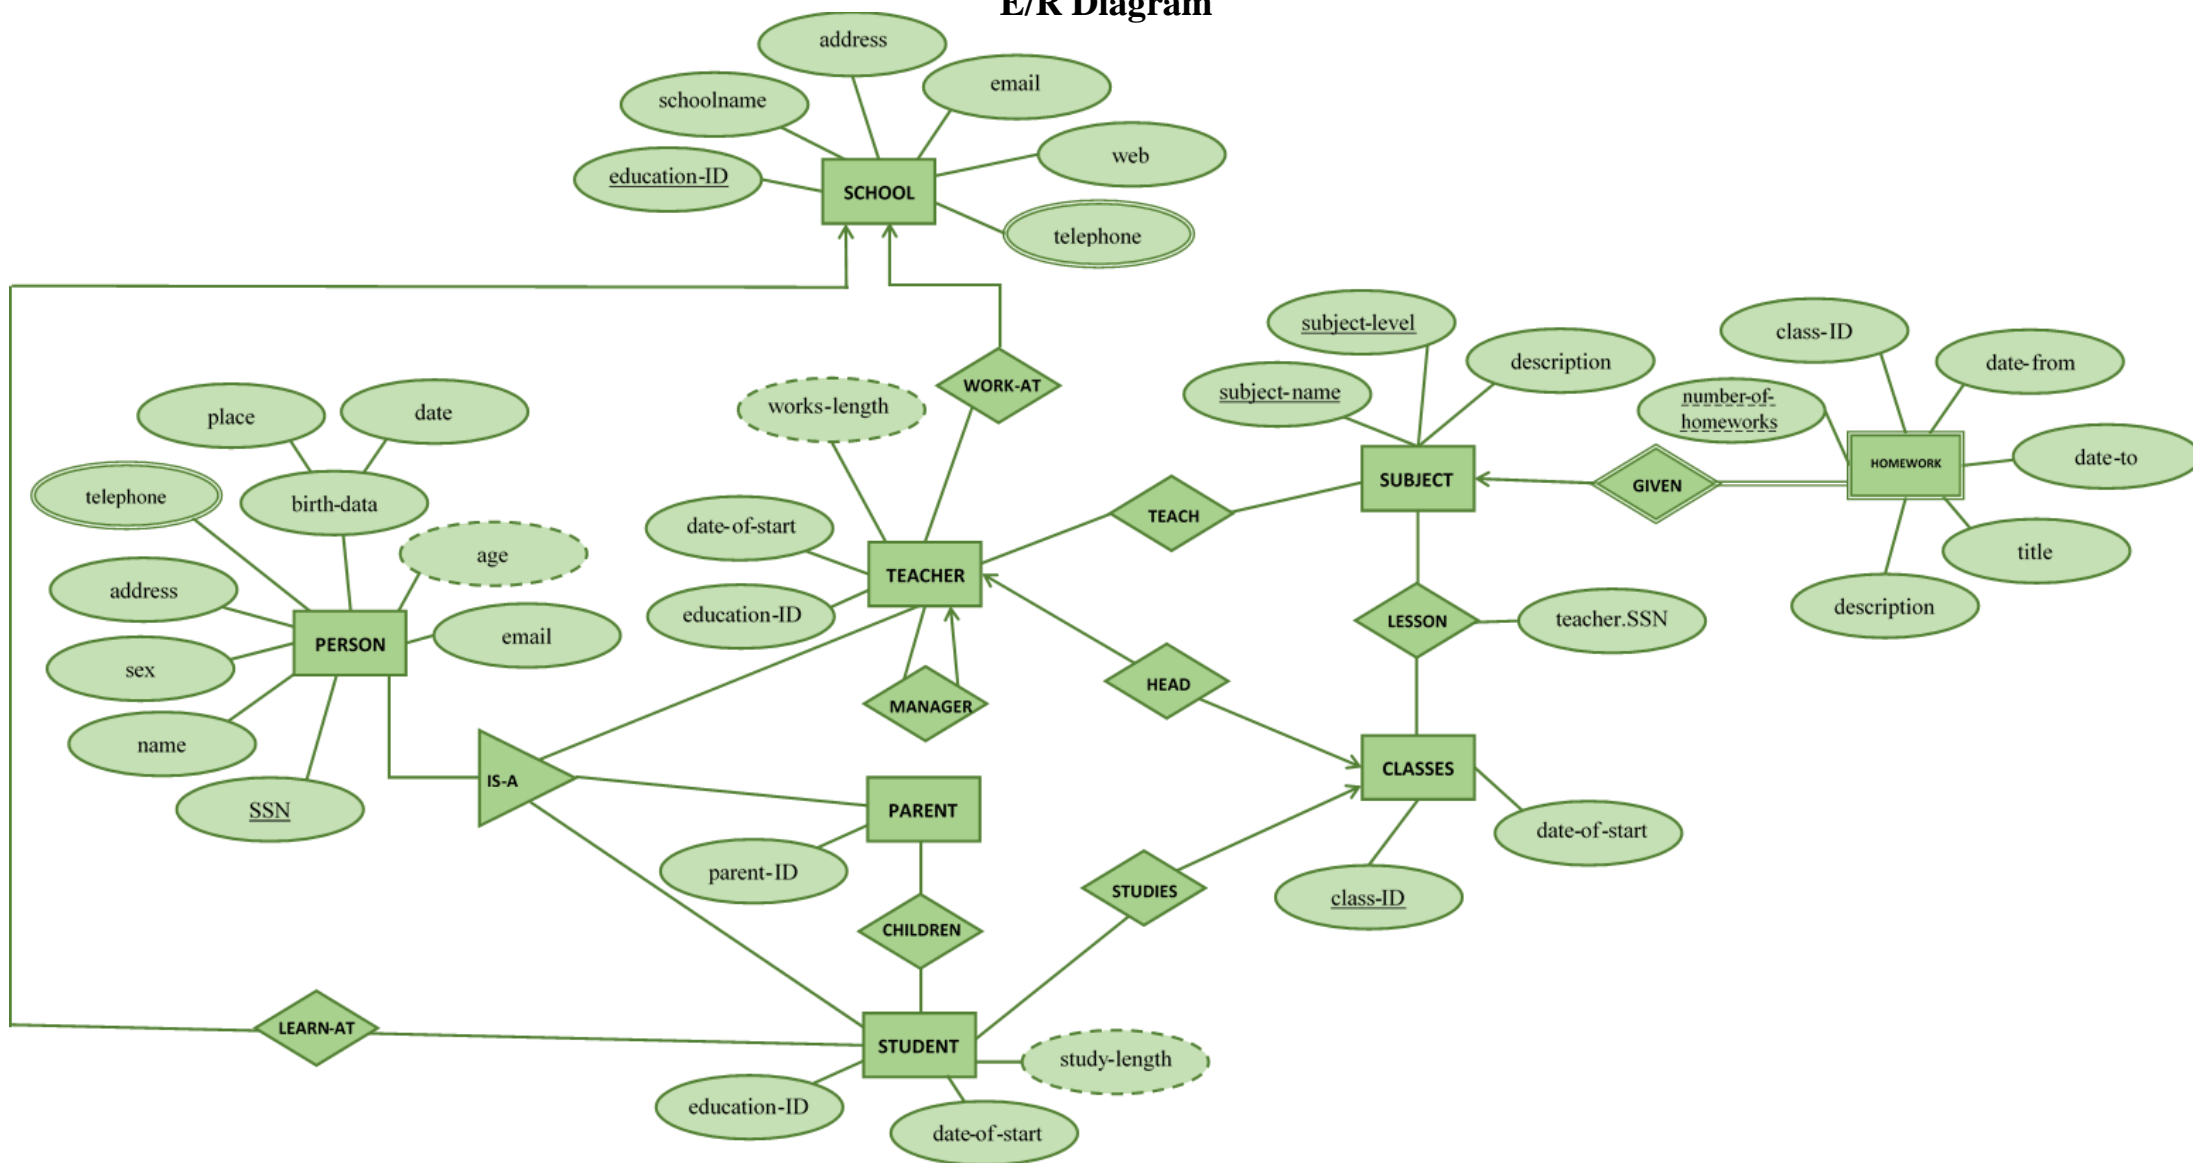 E/R Diagram
address
email
schoolname
web
education-ID
SCHOOL
telephone
subject-level
class-ID
description
date-from
WORK-AT
subject-name
number-of-
homeworks
works-length
place
date
date-to
HOMEWORK
SUBJECT
GIVEN
telephone
birth-data
TEACH
date-of-start
title
age
TEACHER
address
education-ID
description
LESSON
teacher.SSN
email
PERSON
sex
HEAD
MANAGER
name
CLASSES
IS-A
SSN
PARENT
date-of-start
parent-ID
STUDIES
class-ID
CHILDREN
LEARN-AT
STUDENT
study-length
education-ID
date-of-start